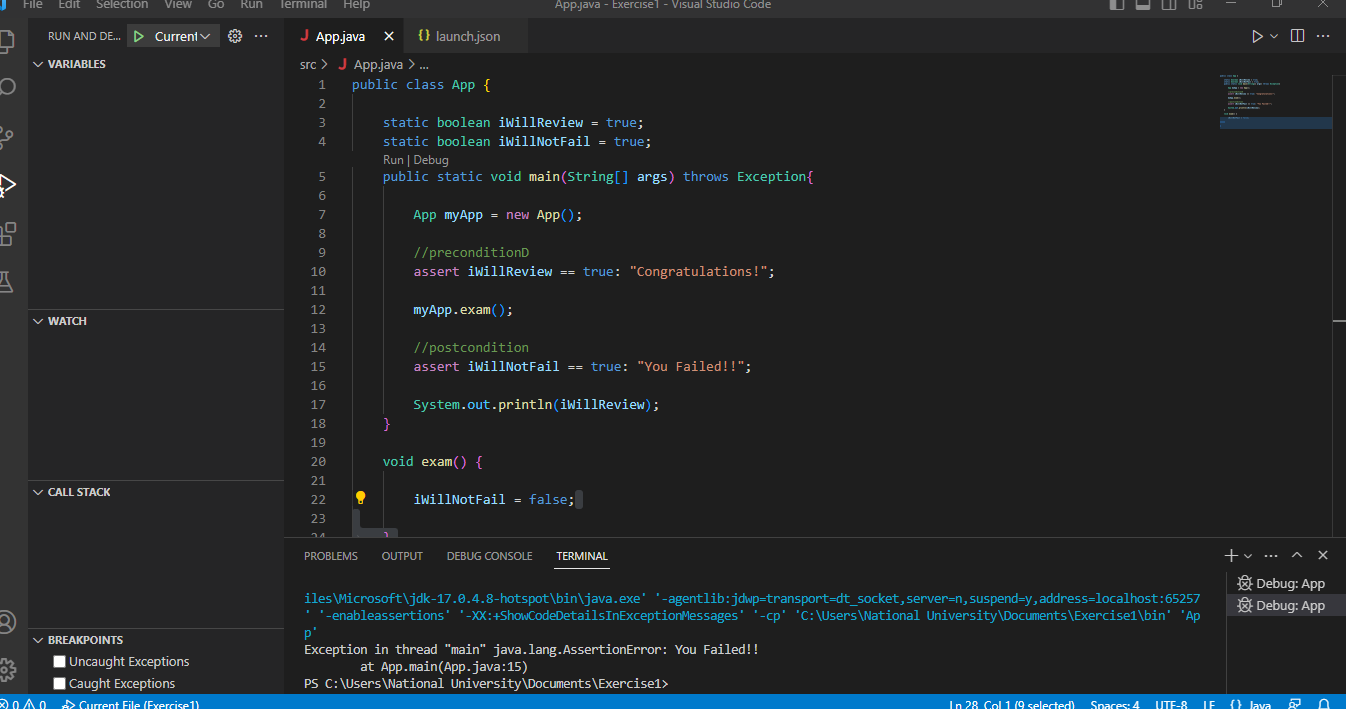 File Edit Selection View Go Run Terminal Help App.java - Exercise1 - Visual Studio Code
RUN AND DE... Current App.java launch.json
VARIABLES
src > App.java > ...
1 public class App {
2
3 static boolean iWillReview = true;
4 static boolean iWillNotFail = true;
Run | Debug
5 public static void main(String[] args) throws Exception{
6
7 App myApp = new App();
8
9 //preconditionD
10 assert iWillReview == true: "Congratulations!";
11
12 myApp.exam();
13
14 //postcondition
15 assert iWillNotFail == true: "You Failed!!";
16
17 System.out.println(iWillReview);
18 }
19
20 void exam() {
21
22 iWillNotFail = false;
23
24 }
WATCH
CALL STACK
BREAKPOINTS
Uncaught Exceptions
Caught Exceptions
PROBLEMS OUTPUT DEBUG CONSOLE TERMINAL
iles\Microsoft\jdk-17.0.4.8-hotspot\bin\java.exe' '-agentlib:jdwp=transport=dt_socket,server=n,suspend=y,address=localhost:65257
' '-enableassertions' '-XX:+ShowCodeDetailsInExceptionMessages' '-cp' 'C:\Users\National University\Documents\Exercise1\bin' 'Ap
p'
Exception in thread "main" java.lang.AssertionError: You Failed!!
at App.main(App.java:15)
PS C:\Users\National University\Documents\Exercise1>
Debug: App
Debug: App
0 0 Current File (Exercise1) Ln 28, Col 1 (9 selected) Spaces: 4 UTF-8 LF {} Java